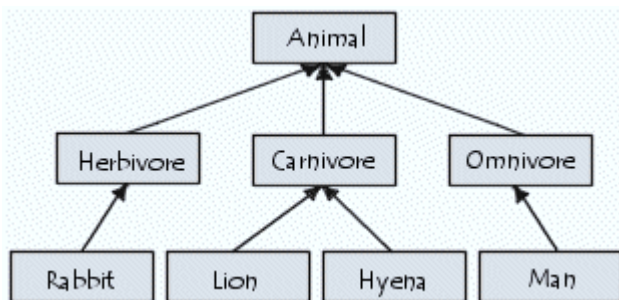 Animal
Herbivore
Carnivore
Omnivore
Rabbit
Lion
Hyena
Man